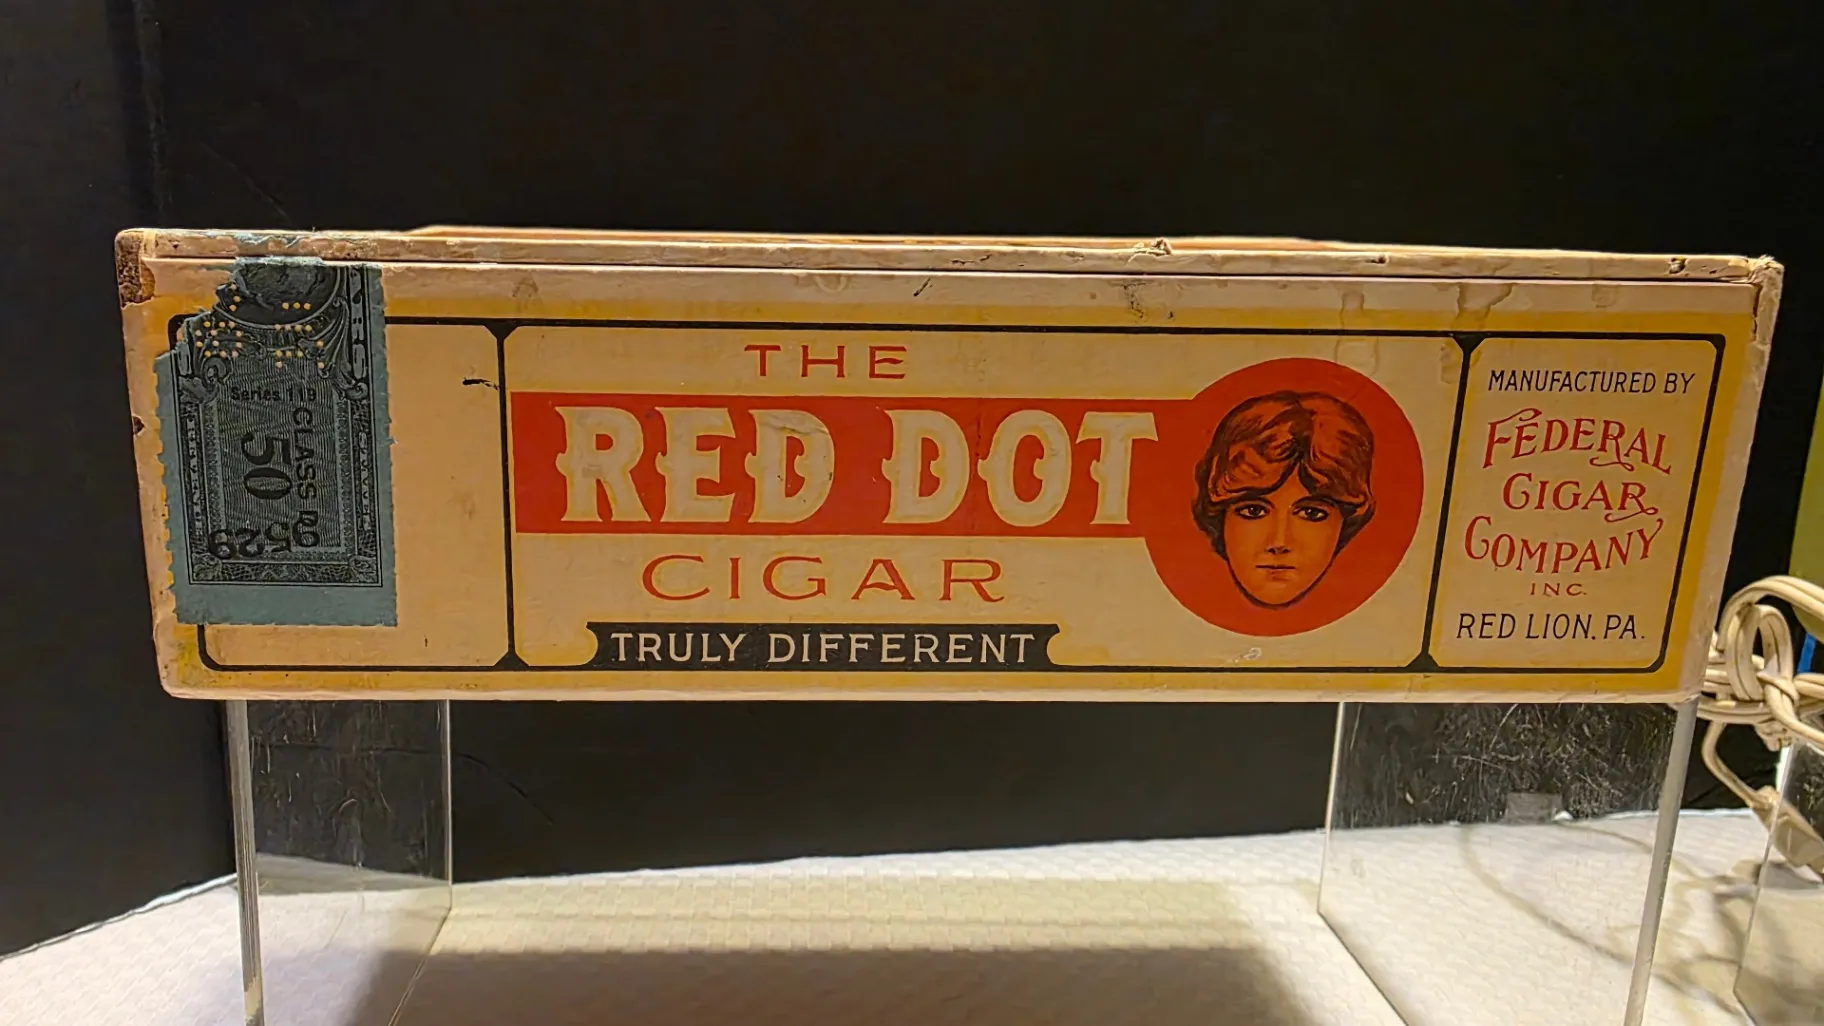 Series 119
CLASS
50
THE
RED DOT
CIGAR
TRULY DIFFERENT
MANUFACTURED BY
FEDERAL
CIGAR
COMPANY
INC.
RED LION, PA.